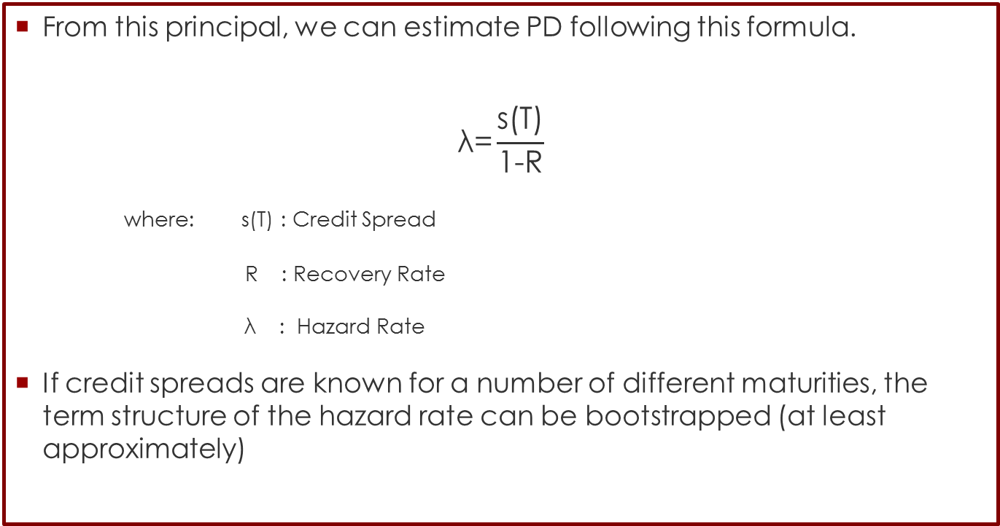 ▪ From this principal, we can estimate PD following this formula.
λ=s(T)/1-R
where: s(T) : Credit Spread
R : Recovery Rate
λ : Hazard Rate
▪ If credit spreads are known for a number of different maturities, the
term structure of the hazard rate can be bootstrapped (at least
approximately)